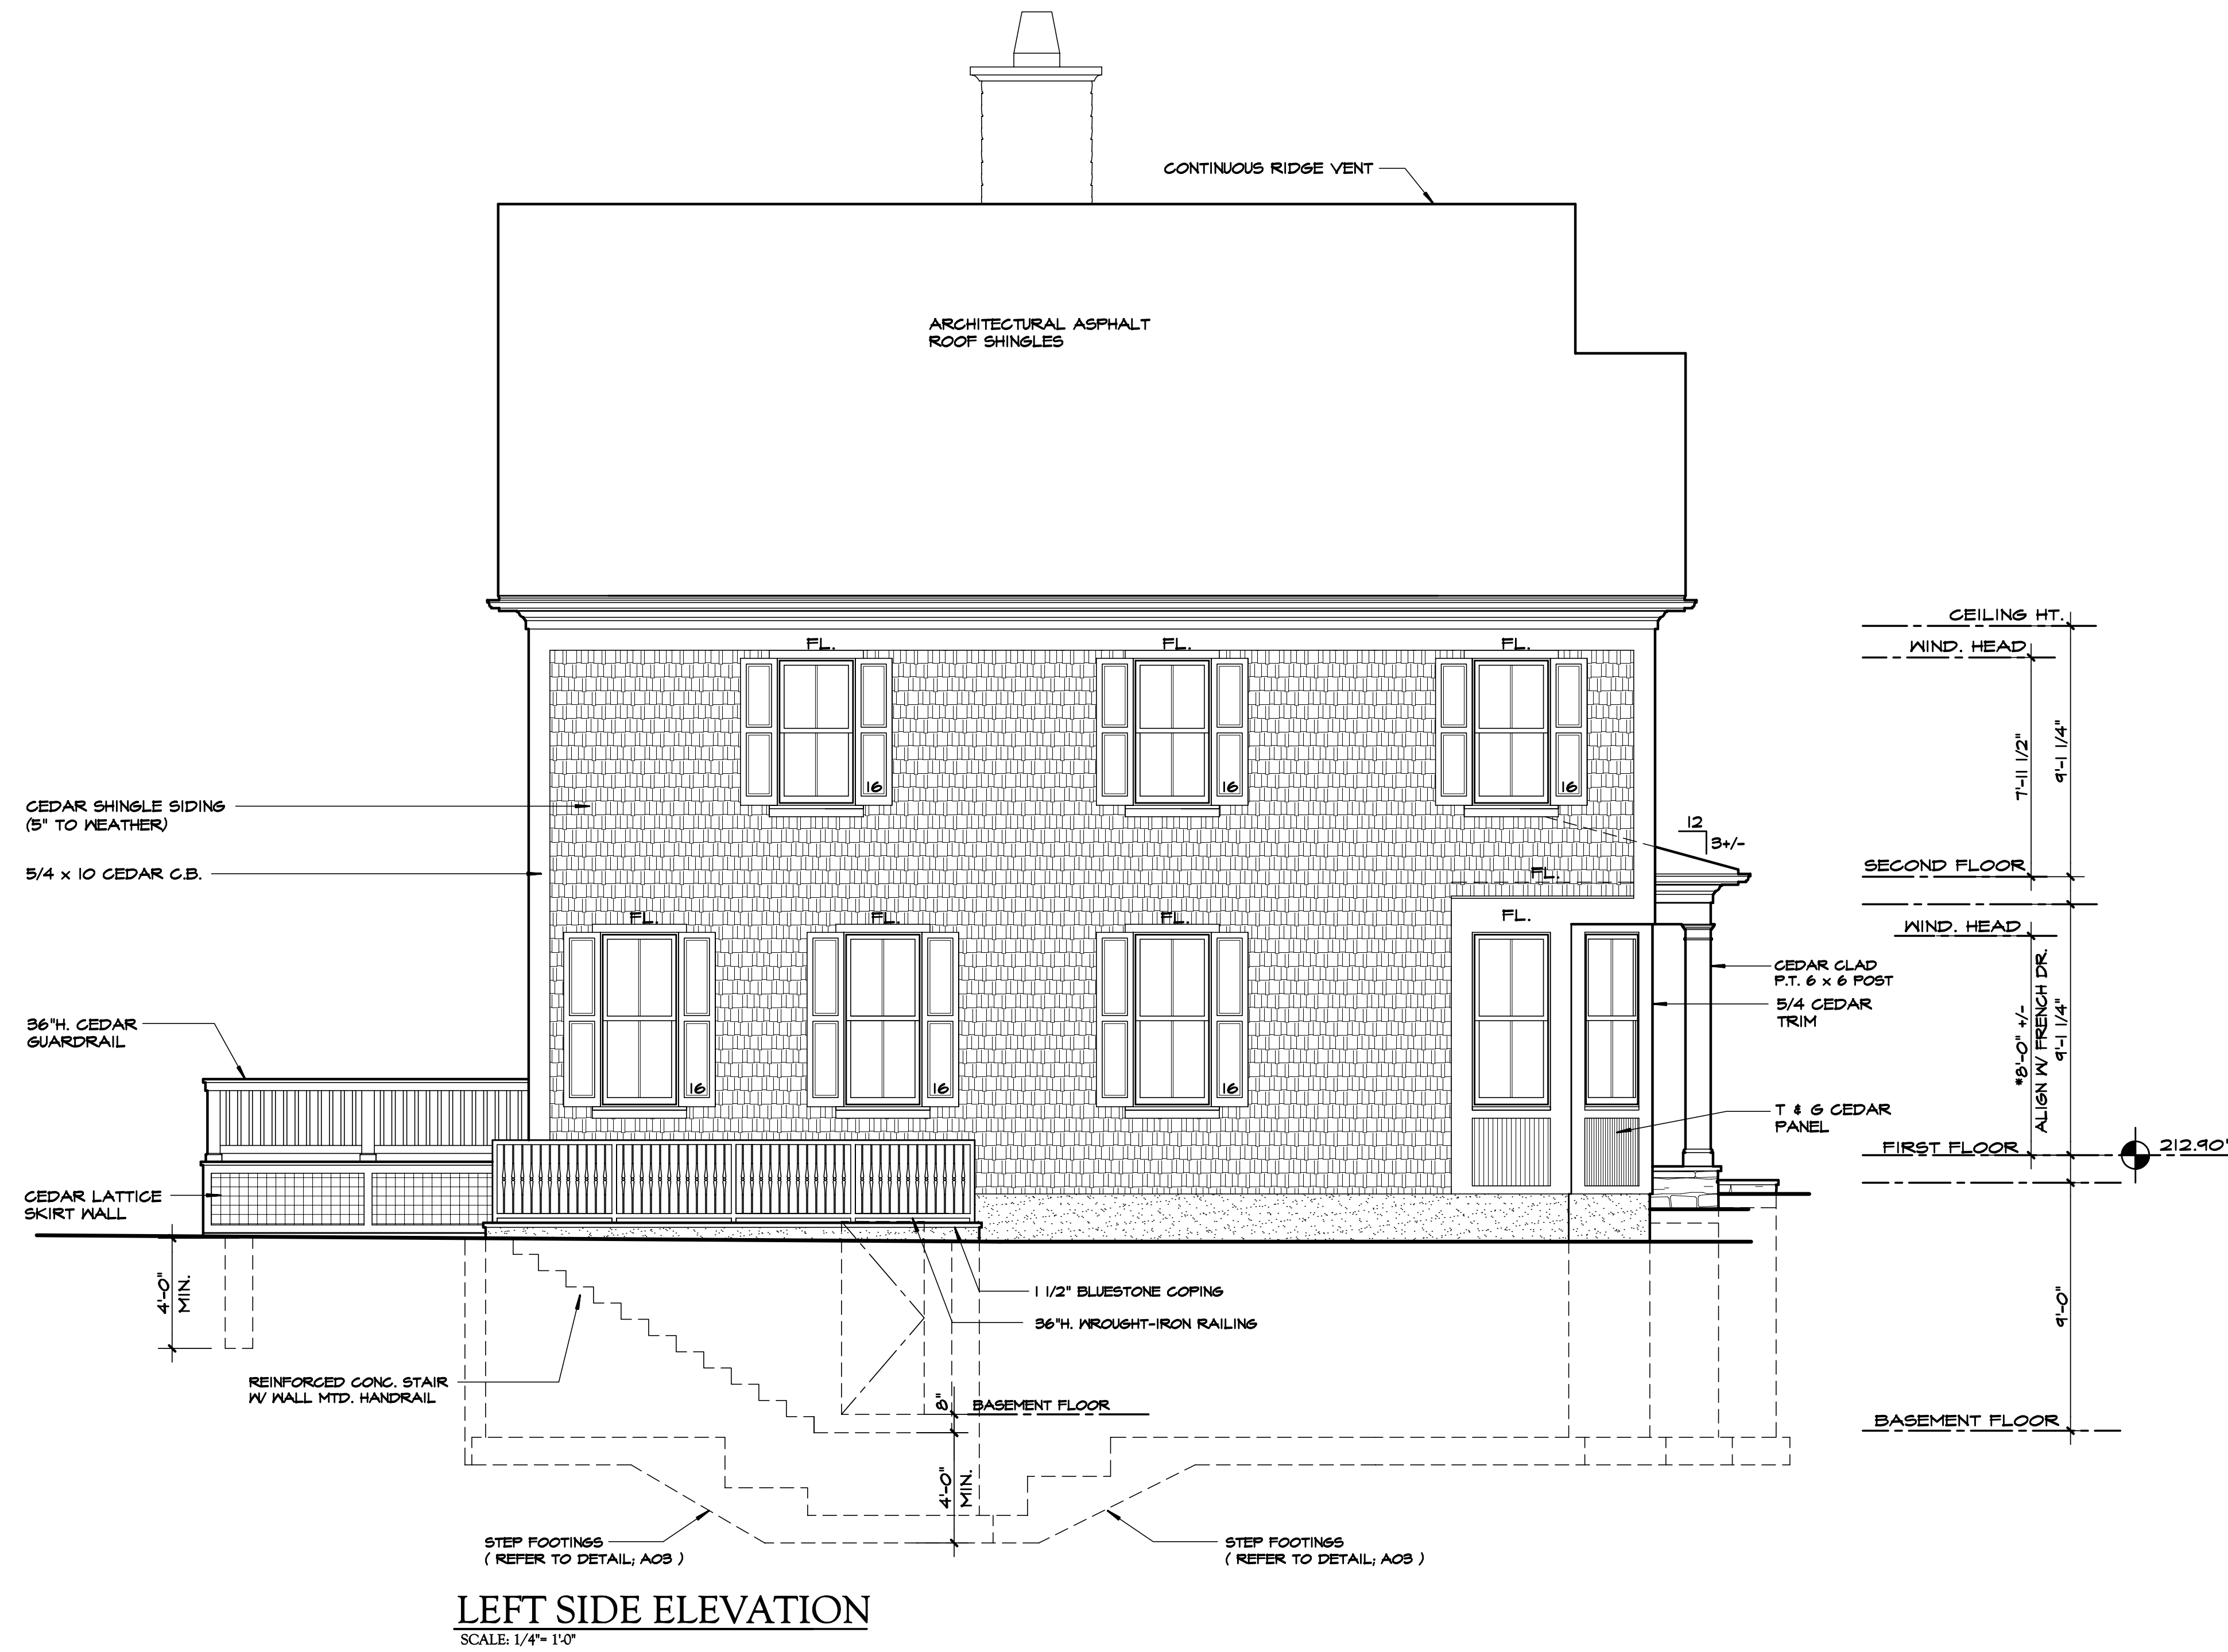 CONTINUOUS RIDGE VENT
ARCHITECTURAL ASPHALT
ROOF SHINGLES
CEILING HT.
WIND. HEAD
FL.
FL.
FL.
7'-11 1/2"
9'-1 1/4"
16
16
16
CEDAR SHINGLE SIDING
(5" TO WEATHER)
12
3+/-
SECOND FLOOR
5/4 x 10 CEDAR C.B.
FL.
FL.
FL.
FL.
FL.
WIND. HEAD
CEDAR CLAD
P.T. 6 x 6 POST
5/4 CEDAR
TRIM
*8'-0" +/-
ALIGN W/ FRENCH DR.
9'-1 1/4"
36"H. CEDAR
GUARDRAIL
16
16
16
T & G CEDAR
PANEL
FIRST FLOOR
212.90'
CEDAR LATTICE
SKIRT WALL
4'-0"
MIN.
1 1/2" BLUESTONE COPING
36"H. WROUGHT-IRON RAILING
9'-0"
REINFORCED CONC. STAIR
W/ WALL MTD. HANDRAIL
8"
BASEMENT FLOOR
BASEMENT FLOOR
4'-0"
MIN.
STEP FOOTINGS
( REFER TO DETAIL; A03 )
STEP FOOTINGS
( REFER TO DETAIL; A03 )
LEFT SIDE ELEVATION
SCALE: 1/4"= 1'-0"